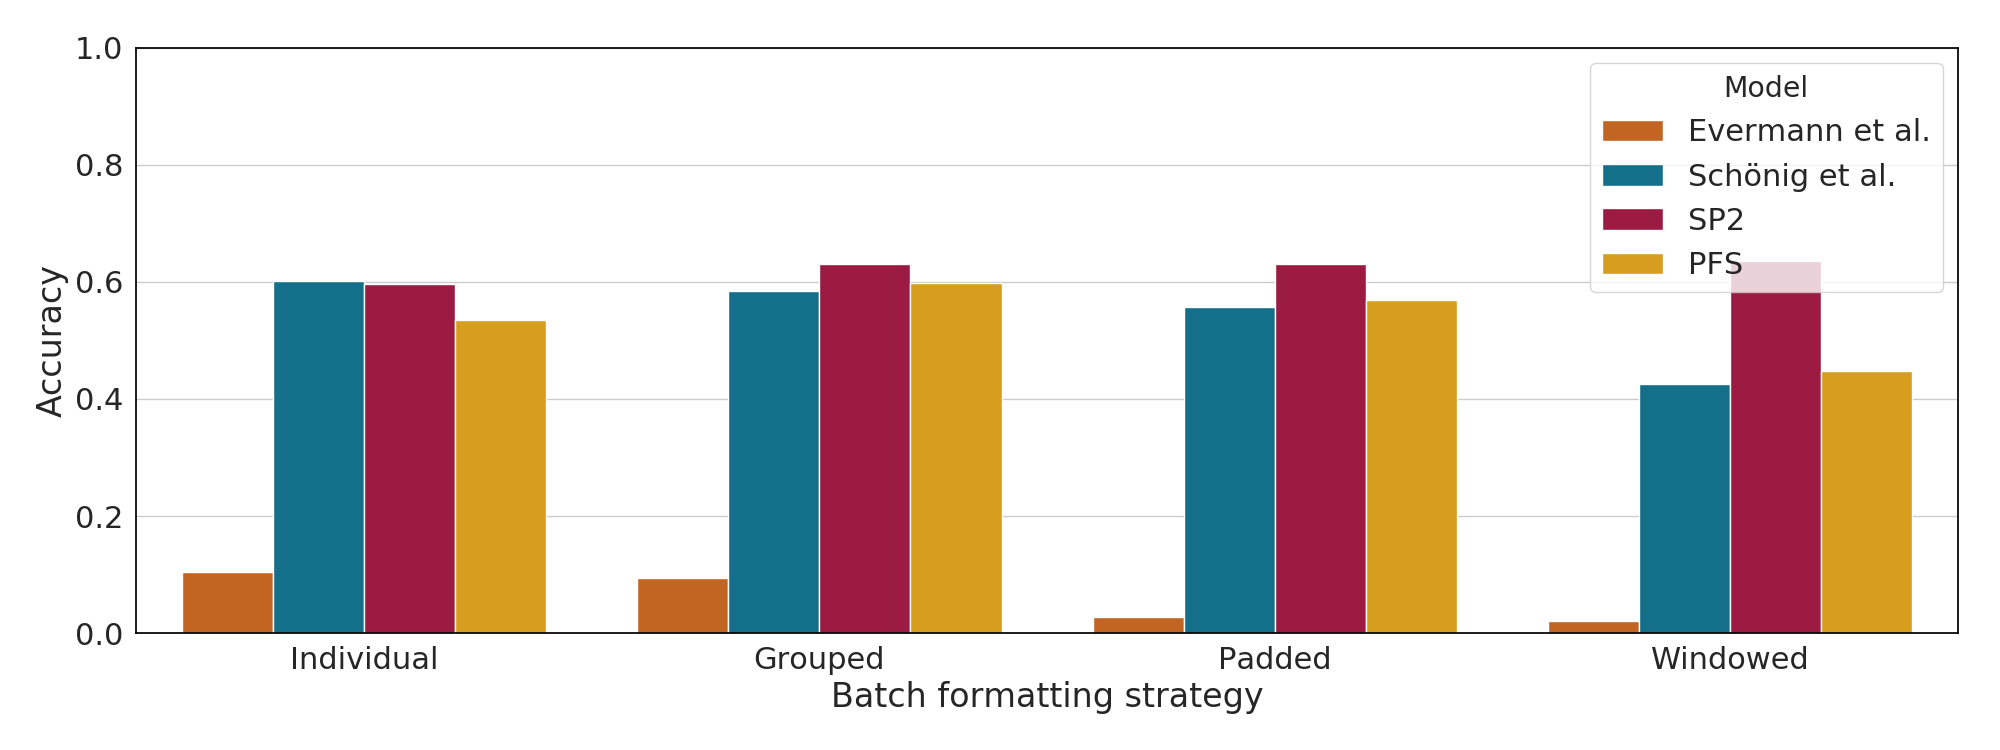 1.0
0.8
0.6
0.4
0.2
0.0
Accuracy
Model
Evermann et al.
Schönig et al.
SP2
PFS
Individual
Grouped
Padded
Windowed
Batch formatting strategy